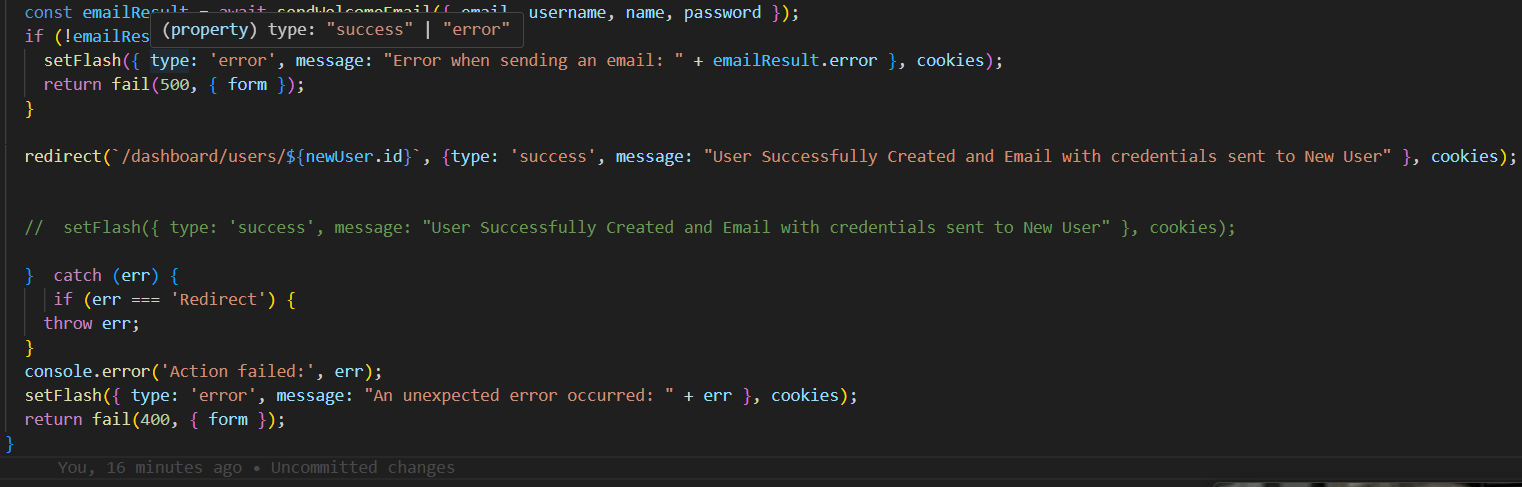 const emailResult = await sendWelcomeEmail({ email, username, name, password });
if (!emailRes
(property) type: "success" | "error"
setFlash({ type: 'error', message: "Error when sending an email: " + emailResult.error }, cookies);
return fail(500, { form });
}
redirect(`/dashboard/users/${newUser.id}`, {type: 'success', message: "User Successfully Created and Email with credentials sent to New User" }, cookies);
// setFlash({ type: 'success', message: "User Successfully Created and Email with credentials sent to New User" }, cookies);
} catch (err) {
if (err === 'Redirect') {
throw err;
}
console.error('Action failed:', err);
setFlash({ type: 'error', message: "An unexpected error occurred: " + err }, cookies);
return fail(400, { form });
}
You, 16 minutes ago • Uncommitted changes